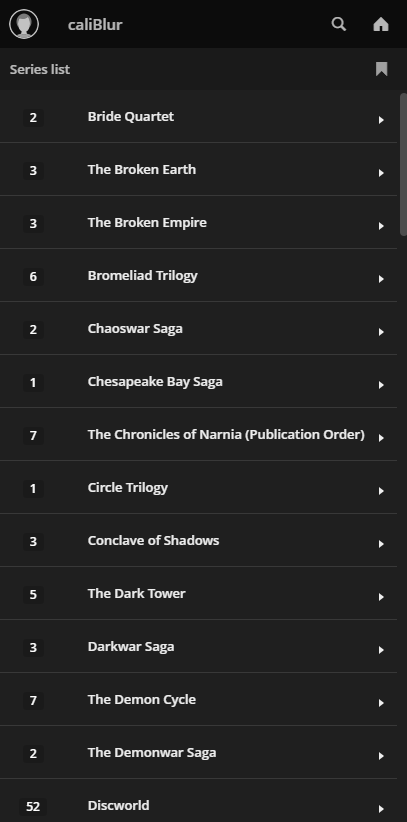 caliBlur
Series list
2 Bride Quartet
3 The Broken Earth
3 The Broken Empire
6 Bromeliad Trilogy
2 Chaoswar Saga
1 Chesapeake Bay Saga
7 The Chronicles of Narnia (Publication Order)
1 Circle Trilogy
3 Conclave of Shadows
5 The Dark Tower
3 Darkwar Saga
7 The Demon Cycle
2 The Demonwar Saga
52 Discworld